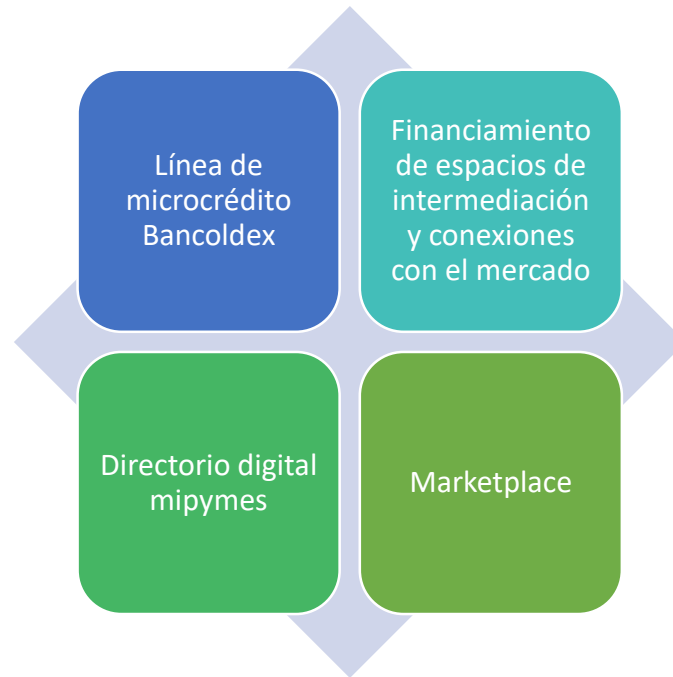 Línea de
microcrédito
Bancoldex
Financiamiento
de espacios de
intermediación
y conexiones
con el mercado
Directorio digital
mipymes
Marketplace